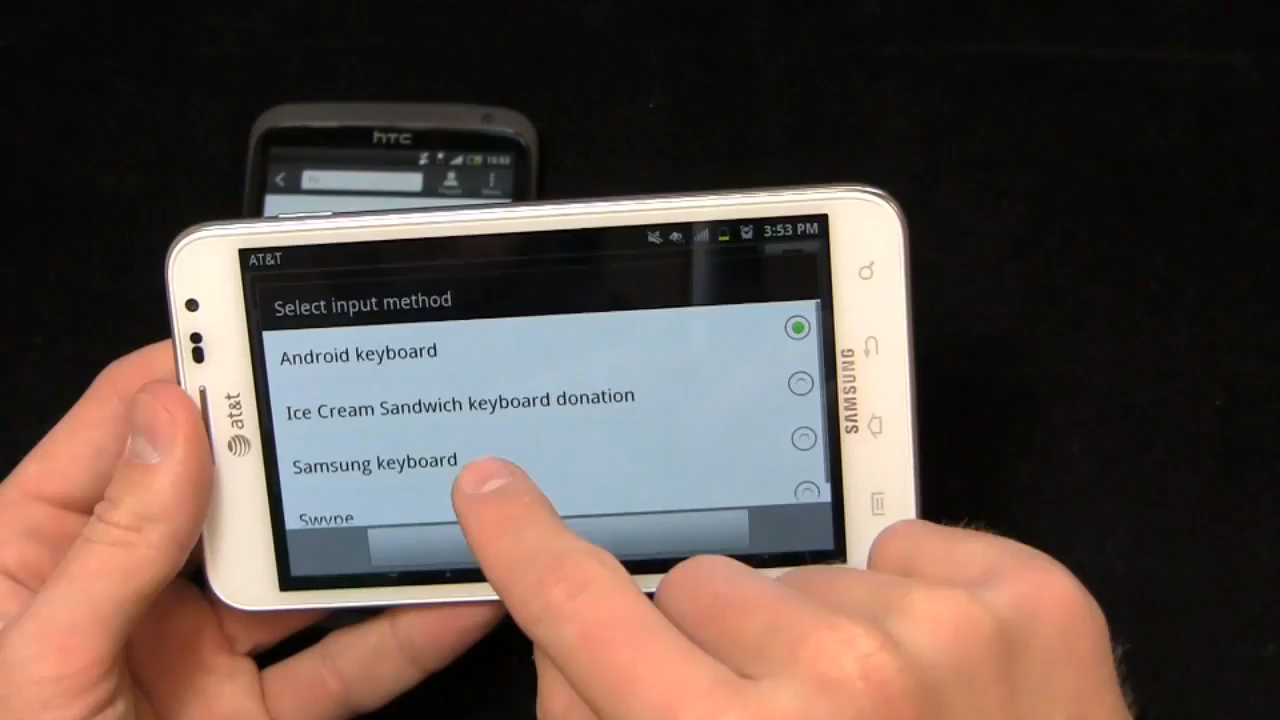 hTC
AT&T
3:53 PM
Select input method
Android keyboard
Ice Cream Sandwich keyboard donation
Samsung keyboard
Swype
at&t
SAMSUNG